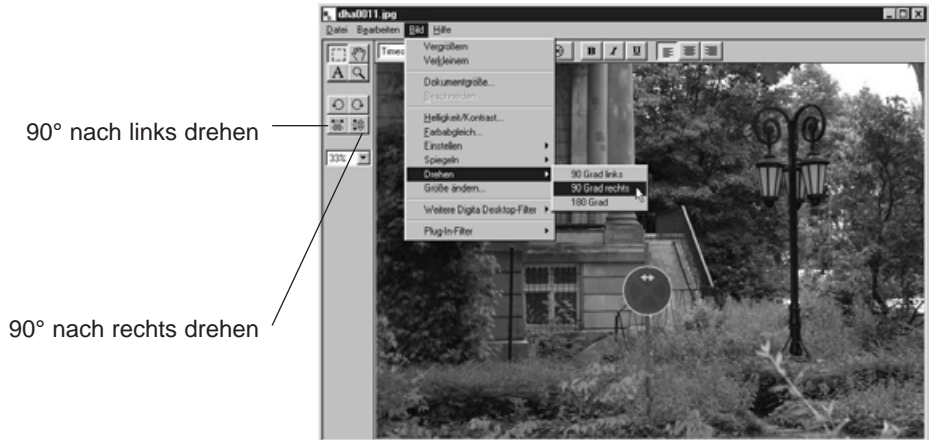 dha0011.jpg
Datei Bearbeiten Bild Hilfe
Times
B I U
A
33%
Vergrößern
Verkleinern
Dokumentgröße...
Beschneiden
Helligkeit/Kontrast...
Farbabgleich...
Einstellen
Spiegeln
Drehen
Größe ändern...
Weitere Digita Desktop-Filter
Plug-In-Filter
90 Grad links
90 Grad rechts
180 Grad
90° nach links drehen
90° nach rechts drehen